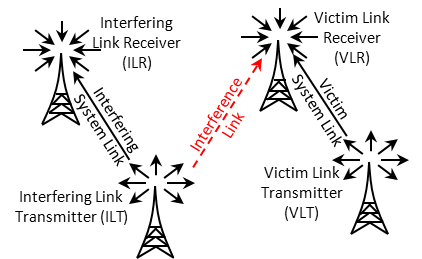 Interfering
Link Receiver
(ILR)
Victim Link
Receiver
(VLR)
Interfering
System Link
Interference
Link
Victim
System Link
Interfering Link
Transmitter (ILT)
Victim Link
Transmitter
(VLT)